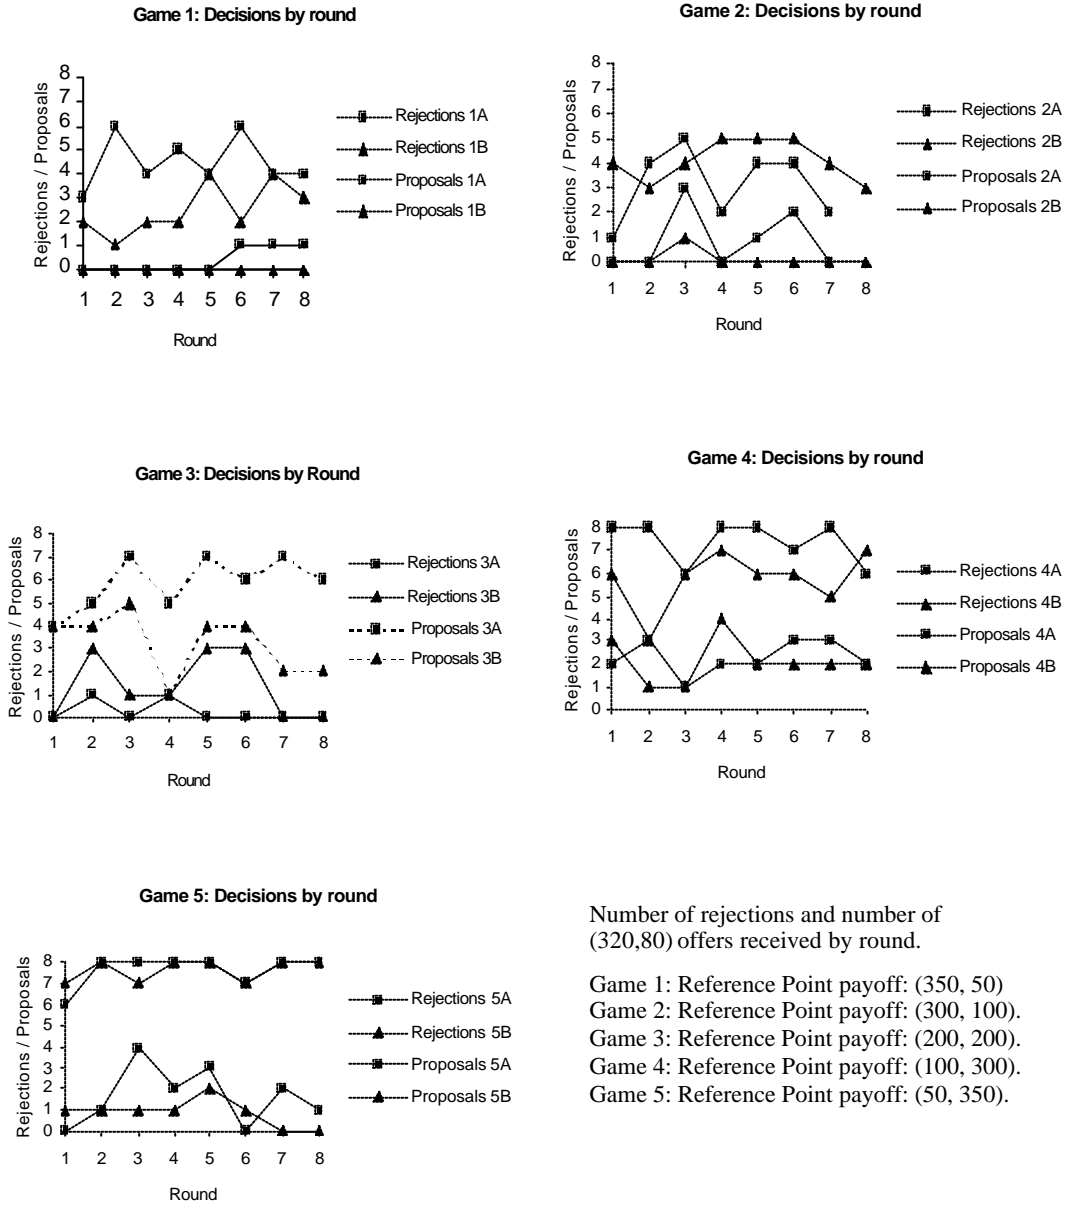 Game 1: Decisions by round
Rejections / Proposals
8
7
6
5
4
3
2
1
0
1 2 3 4 5 6 7 8
Round
Rejections 1A
Rejections 1B
Proposals 1A
Proposals 1B
Game 2: Decisions by round
Rejections / Proposals
8
7
6
5
4
3
2
1
0
1 2 3 4 5 6 7 8
Round
Rejections 2A
Rejections 2B
Proposals 2A
Proposals 2B
Game 3: Decisions by Round
Rejections / Proposals
8
7
6
5
4
3
2
1
0
1 2 3 4 5 6 7 8
Round
Rejections 3A
Rejections 3B
Proposals 3A
Proposals 3B
Game 4: Decisions by round
Rejections / Proposals
8
7
6
5
4
3
2
1
0
1 2 3 4 5 6 7 8
Round
Rejections 4A
Rejections 4B
Proposals 4A
Proposals 4B
Game 5: Decisions by round
Rejections / Proposals
8
7
6
5
4
3
2
1
0
1 2 3 4 5 6 7 8
Round
Rejections 5A
Rejections 5B
Proposals 5A
Proposals 5B
Number of rejections and number of
(320,80) offers received by round.
Game 1: Reference Point payoff: (350, 50)
Game 2: Reference Point payoff: (300, 100).
Game 3: Reference Point payoff: (200, 200).
Game 4: Reference Point payoff: (100, 300).
Game 5: Reference Point payoff: (50, 350).